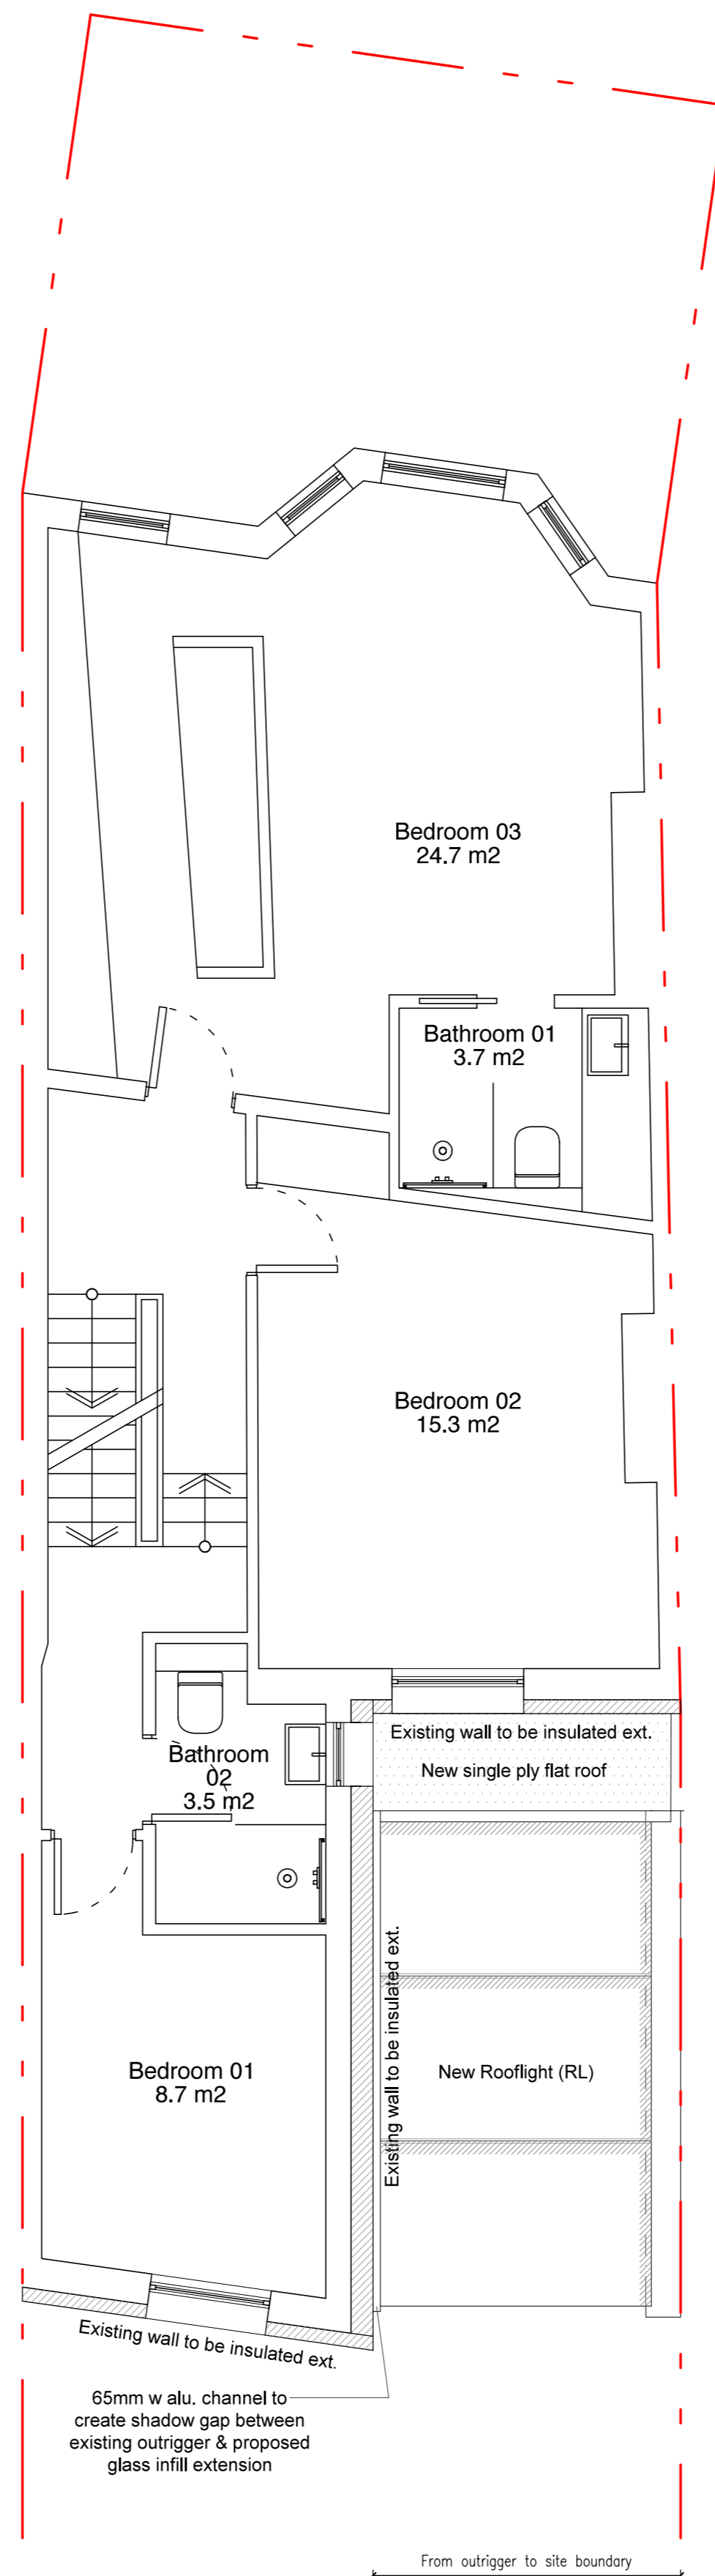 Bedroom 03
24.7 m2
Bathroom 01
3.7 m2
Bedroom 02
15.3 m2
Existing wall to be insulated ext.
New single ply flat roof
Bathroom
02
3.5 m2
Existing wall to be insulated ext.
Bedroom 01
8.7 m2
New Rooflight (RL)
Existing wall to be insulated ext.
65mm w alu. channel to
create shadow gap between
existing outrigger & proposed
glass infill extension
From outrigger to site boundary